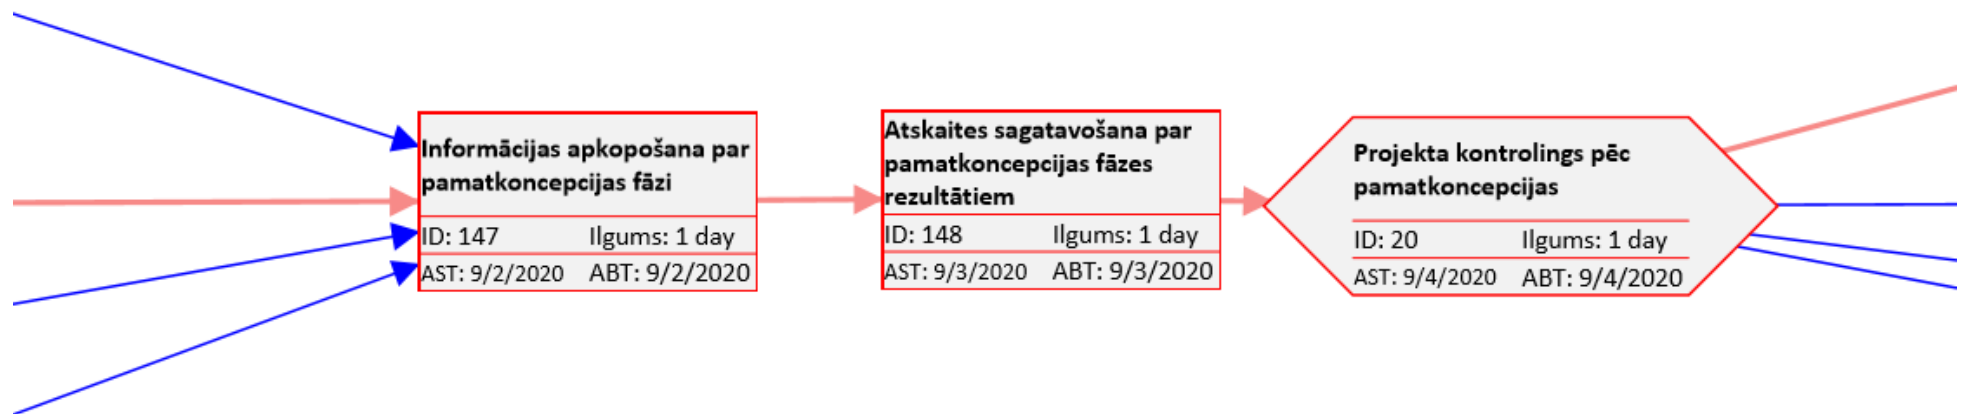 Informācijas apkopošana par
pamatkoncepcijas fāzi
ID: 147 Ilgums: 1 day
AST: 9/2/2020 ABT: 9/2/2020
Atskaites sagatavošana par
pamatkoncepcijas fāzes
rezultātiem
ID: 148 Ilgums: 1 day
AST: 9/3/2020 ABT: 9/3/2020
Projekta kontrolings pēc
pamatkoncepcijas
ID: 20 Ilgums: 1 day
AST: 9/4/2020 ABT: 9/4/2020